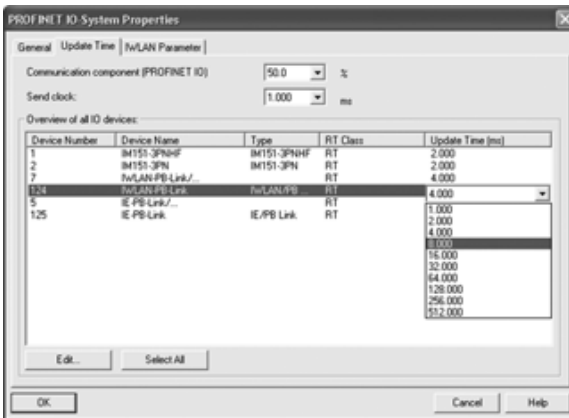 PROFINET IO-System Properties
General Update Time IWLAN Parameter
Communication component (PROFINET IO) 50.0 %
Send clock: 1.000 ms
Overview of all IO devices:
Device Number Device Name Type RT Class Update Time (ms)
1 IM151-3PNHF IM151-3PNHF RT 2.000
2 IM151-3PN IM151-3PN RT 2.000
7 IWLAN-PB-Link/... RT 4.000
124 IWLAN-PB-Link IWLAN/PB ... RT 4.000
5 IE-PB-Link/... RT
125 IE-PB-Link IE/PB Link RT
1.000
2.000
4.000
8.000
16.000
32.000
64.000
128.000
256.000
512.000
Edit... Select All
OK Cancel Help